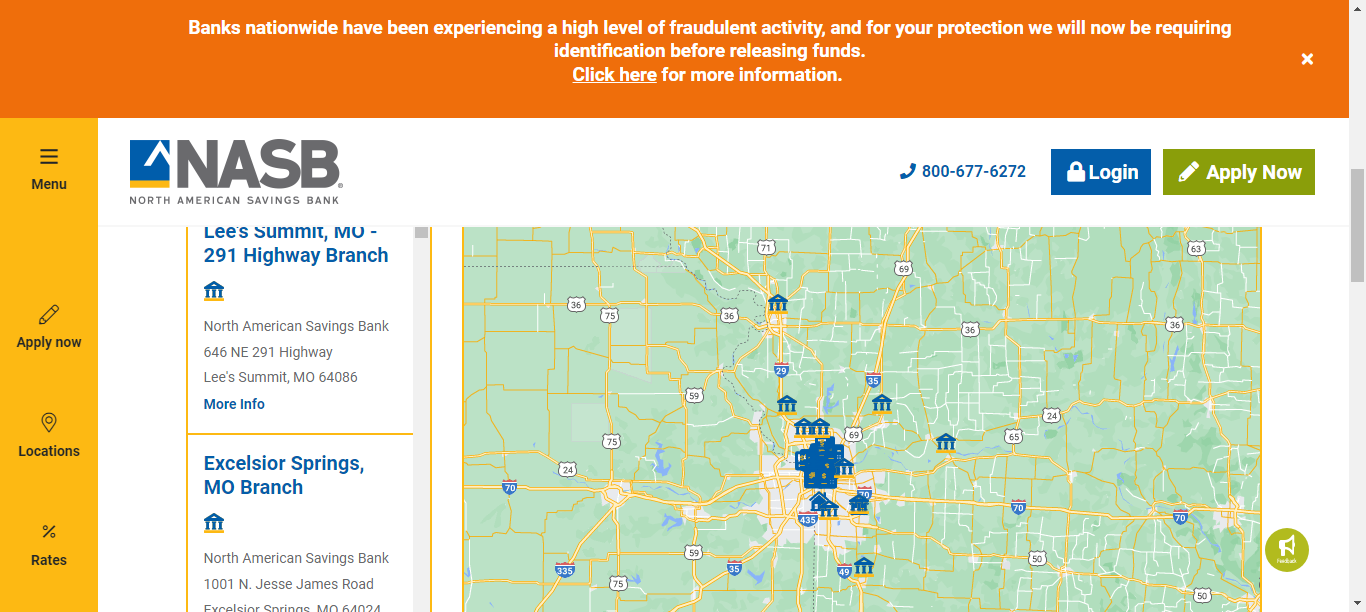 Banks nationwide have been experiencing a high level of fraudulent activity, and for your protection we will now be requiring
identification before releasing funds.
Click here for more information.
×
Menu
NASB®
NORTH AMERICAN SAVINGS BANK
800-677-6272
Login
Apply Now
Apply now
Locations
Rates
Lee's Summit, MO -
291 Highway Branch
North American Savings Bank
646 NE 291 Highway
Lee's Summit, MO 64086
More Info
Excelsior Springs,
MO Branch
North American Savings Bank
1001 N. Jesse James Road
Excelsior Springs, MO 64024
71
63
69
36
75
36
36
36
29
35
59
24
69
65
75
24
70
70
70
70
435
59
50
335
35
49
75
50
Feedback